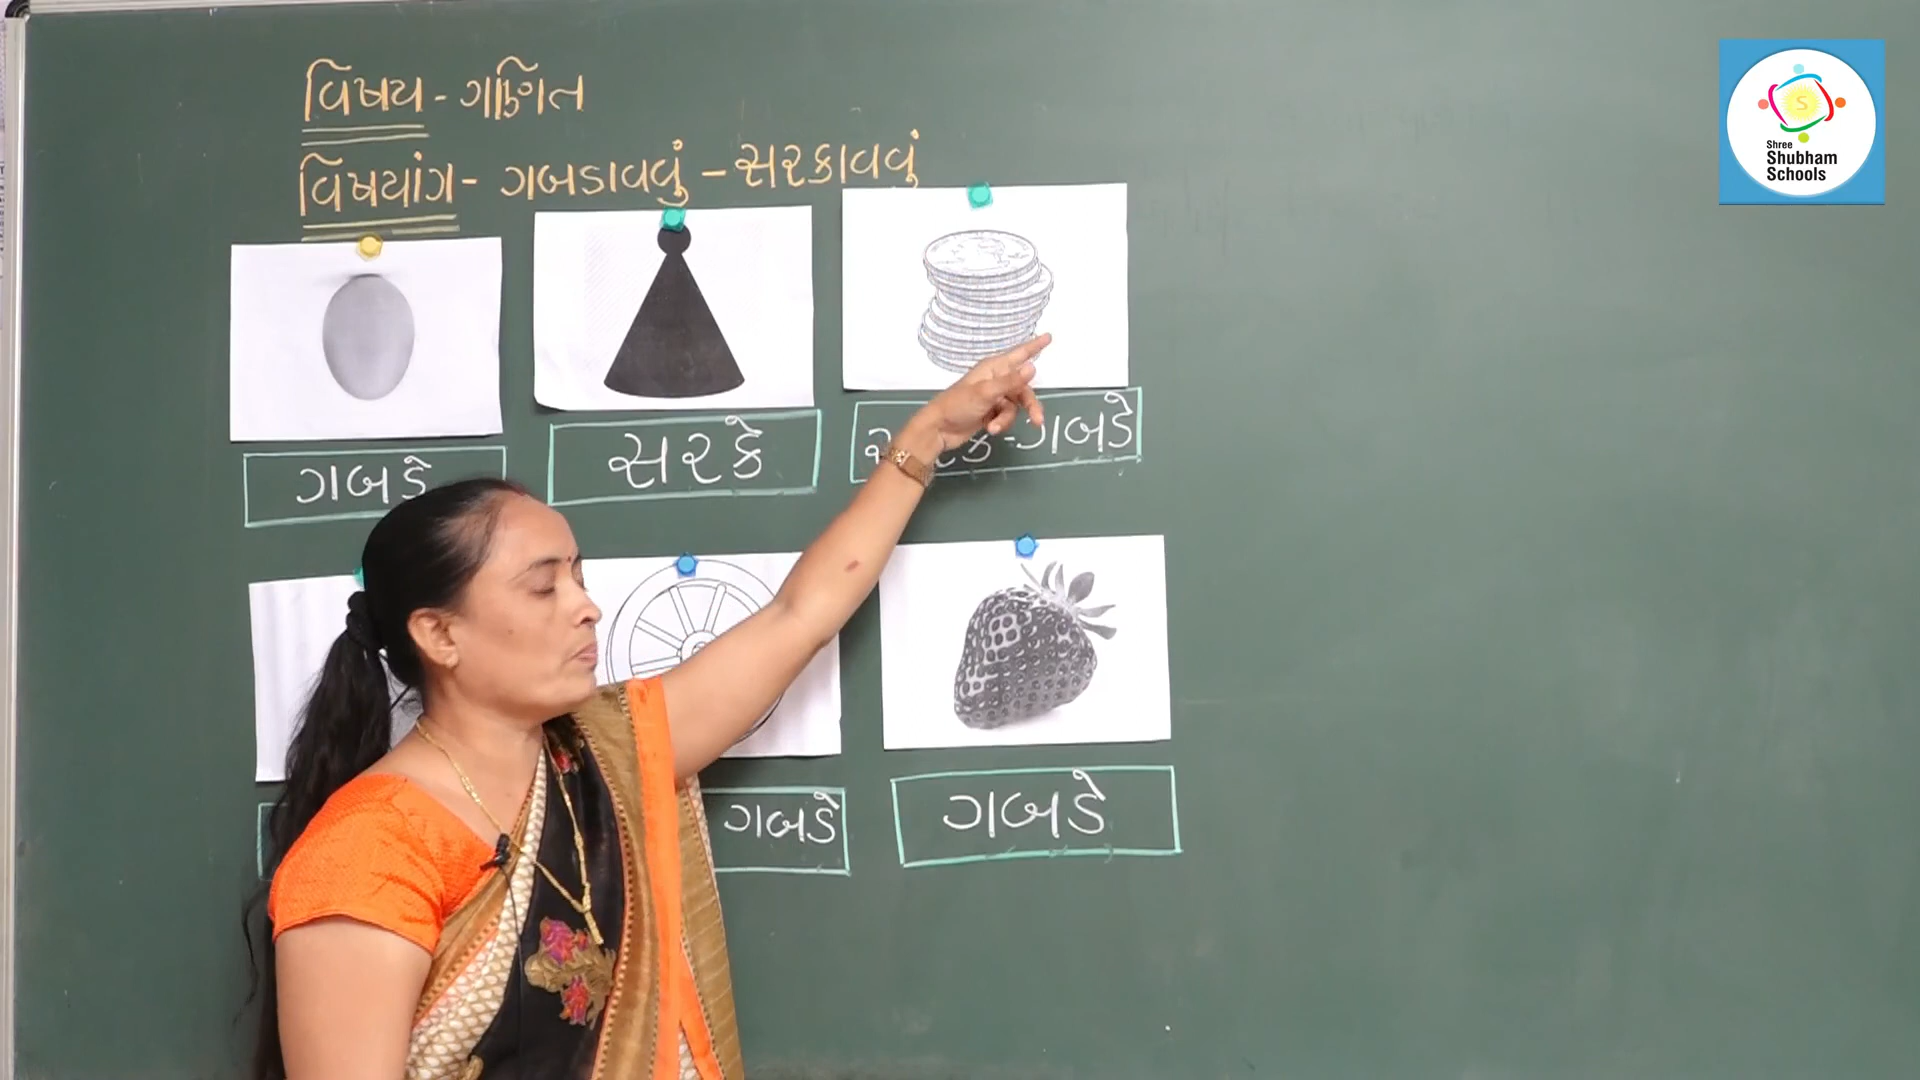 વિષય - ગણિત
વિષયાંગ - ગબડાવવું - સરકાવવું
ગબડે
સરકે
ગબડે
ગબડે
ગબડે
Shree
Shubham
Schools